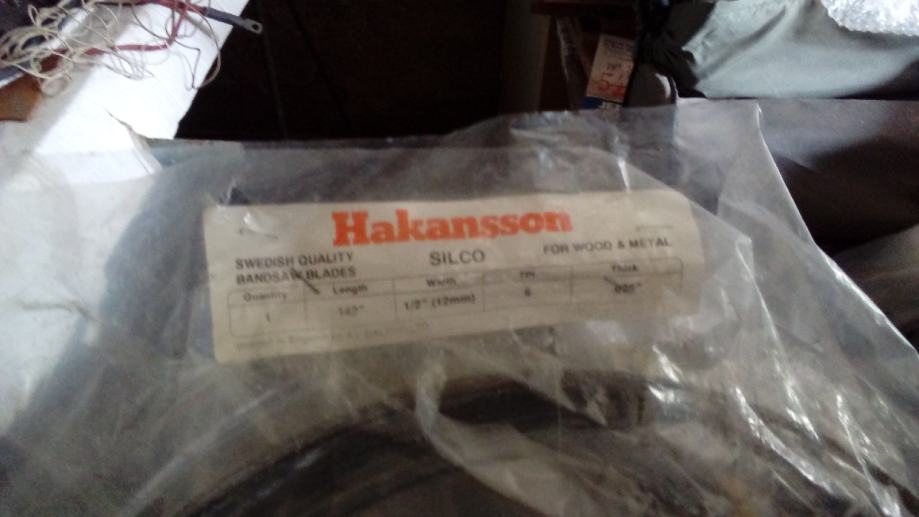 Hakansson
SWEDISH QUALITY
BANDSAW BLADES
SILCO
FOR WOOD & METAL
Quantity Length Width TPI Thick
1 1/2" (12mm) 6 .025"